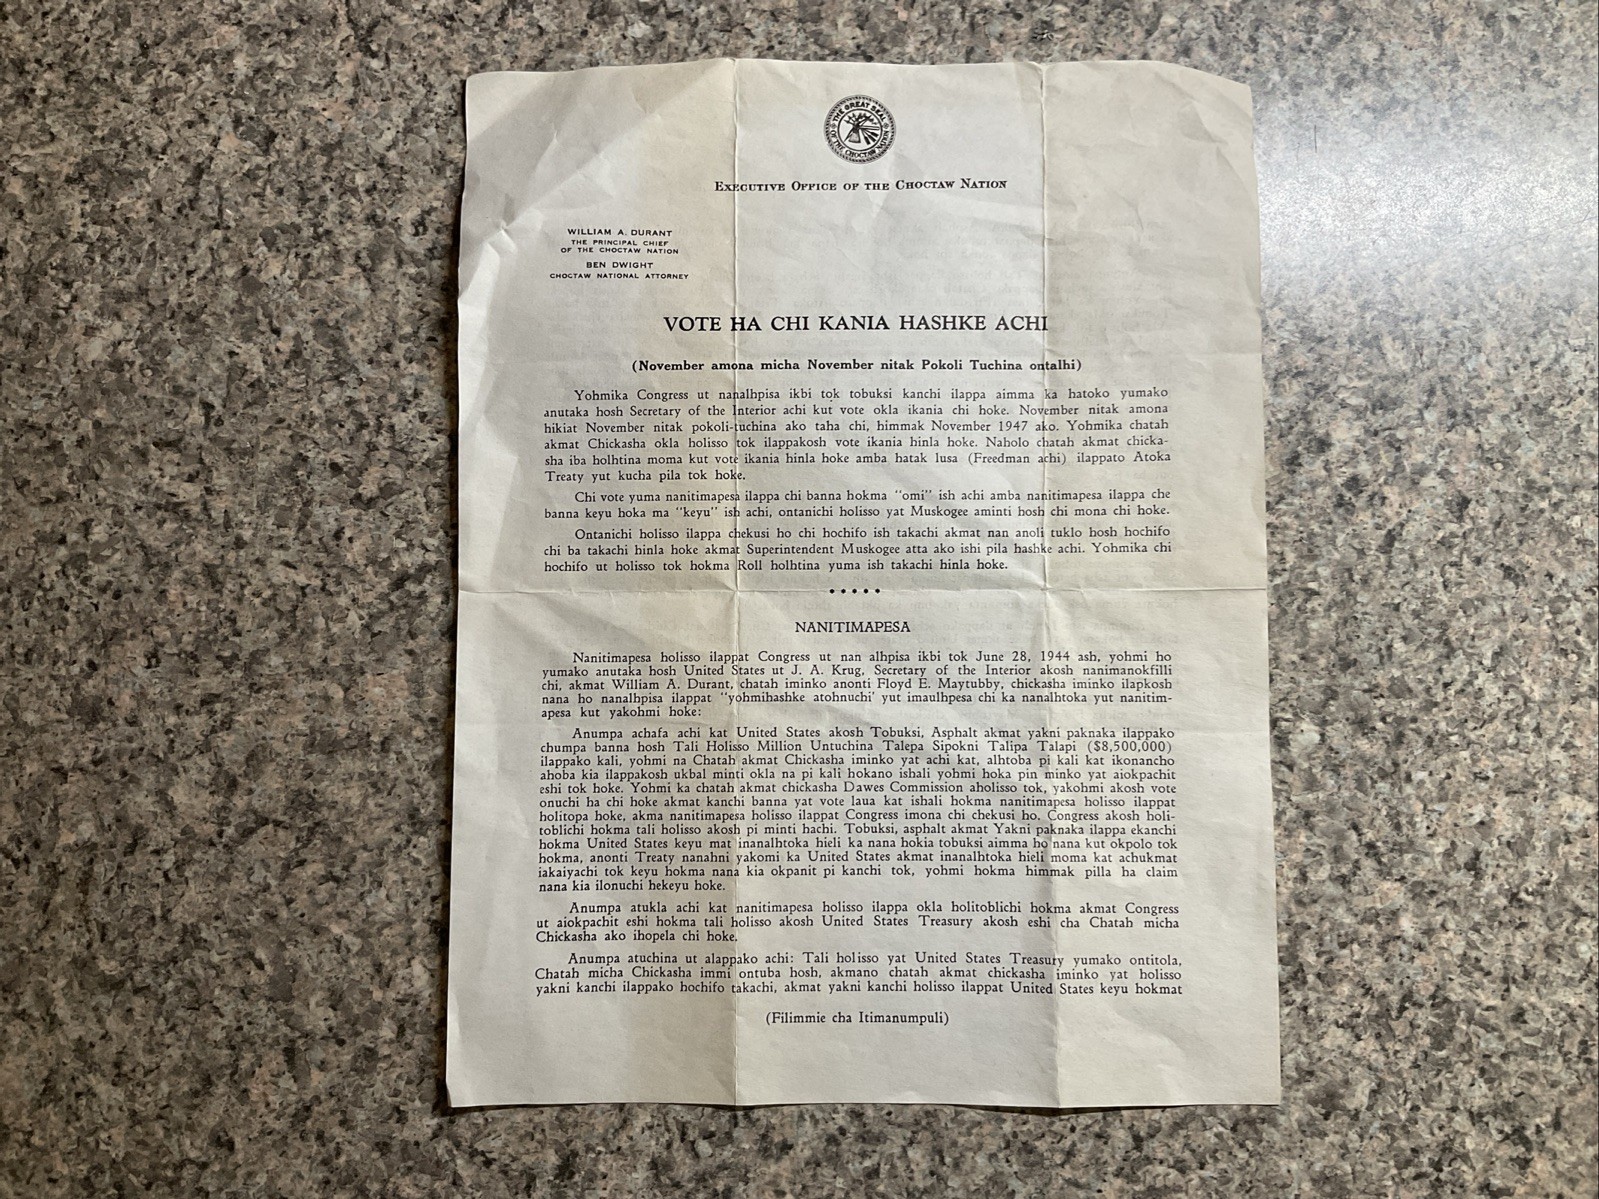 THE GREAT SEAL
OF THE CHOCTAW NATION
EXECUTIVE OFFICE OF THE CHOCTAW NATION
WILLIAM A. DURANT
THE PRINCIPAL CHIEF
OF THE CHOCTAW NATION
BEN DWIGHT
CHOCTAW NATIONAL ATTORNEY
VOTE HA CHI KANIA HASHKE ACHI
(November amona micha November nitak Pokoli Tuchina ontalhi)
Yohmika Congress ut nanalhpisa ikbi tok tobuksi kanchi ilappa aimma ka hatoko yumako
anutaka hosh Secretary of the Interior achi kut vote okla ikania chi hoke. November nitak amona
hikiat November nitak pokoli-tuchina ako taha chi, himmak November 1947 ako. Yohmika chatah
akmat Chickasha okla holisso tok ilappakosh vote ikania hinla hoke. Naholo chatah akmat chicka-
sha iba holhtina moma kut vote ikania hinla hoke amba hatak lusa (Freedman achi) ilappato Atoka
Treaty yut kucha pila tok hoke.
Chi vote yuma nanitimapesa ilappa chi banna hokma "omi" ish achi amba nanitimapesa ilappa che
banna keyu hoka ma "keyu" ish achi, ontanichi holisso yat Muskogee aminti hosh chi mona chi hoke.
Ontanichi holisso ilappa chekusi ho chi hochifo ish takachi akmat nan anoli tuklo hosh hochifo
chi ba takachi hinla hoke akmat Superintendent Muskogee atta ako ishi pila hashke achi. Yohmika chi
hochifo ut holisso tok hokma Roll holhtina yuma ish takachi hinla hoke.
• • • • •
NANITIMAPESA
Nanitimapesa holisso ilappat Congress ut nan alhpisa ikbi tok June 28, 1944 ash, yohmi ho
yumako anutaka hosh United States ut J. A. Krug, Secretary of the Interior akosh nanimanokfilli
chi, akmat William A. Durant, chatah iminko anonti Floyd E. Maytubby, chickasha iminko ilapkosh
nana ho nanalhpisa ilappat "yohmihashke atohnuchi' yut imaulhpesa chi ka nanalhtoka yut nanitim-
apesa kut yakohmi hoke:
Anumpa achafa achi kat United States akosh Tobuksi, Asphalt akmat yakni paknaka ilappako
chumpa banna hosh Tali Holisso Million Untuchina Talepa Sipokni Talipa Talapi ($8,500,000)
ilappako kali, yohmi na Chatah akmat Chickasha iminko yat achi kat, alhtoba pi kali kat ikonancho
ahoba kia ilappakosh ukbal minti okla na pi kali hokano ishali yohmi hoka pin minko yat aiokpachit
eshi tok hoke. Yohmi ka chatah akmat chickasha Dawes Commission aholisso tok, yakohmi akosh vote
onuchi ha chi hoke akmat kanchi banna yat vote laua kat ishali hokma nanitimapesa holisso ilappat
holitopa hoke, akma nanitimapesa holisso ilappat Congress imona chi chekusi ho. Congress akosh holi-
toblichi hokma tali holisso akosh pi minti hachi. Tobuksi, asphalt akmat Yakni paknaka ilappa ekanchi
hokma United States keyu mat inanalhtoka hieli ka nana hokia tobuksi aimma ho nana kut okpolo tok
hokma, anonti Treaty nanahni yakomi ka United States akmat inanalhtoka hieli moma kat achukmat
iakaiyachi tok keyu hokma nana kia okpanit pi kanchi tok, yohmi hokma himmak pilla ha claim
nana kia ilonuchi hekeyu hoke.
Anumpa atukla achi kat nanitimapesa holisso ilappa okla holitoblichi hokma akmat Congress
ut aiokpachit eshi hokma tali holisso akosh United States Treasury akosh eshi cha Chatah micha
Chickasha ako ihopela chi hoke.
Anumpa atuchina ut alappako achi: Tali holisso yat United States Treasury yumako ontitola,
Chatah micha Chickasha immi ontuba hosh, akmano chatah akmat chickasha iminko yat holisso
yakni kanchi ilappako hochifo takachi, akmat yakni kanchi holisso ilappat United States keyu hokmat
(Filimmie cha Itimanumpuli)